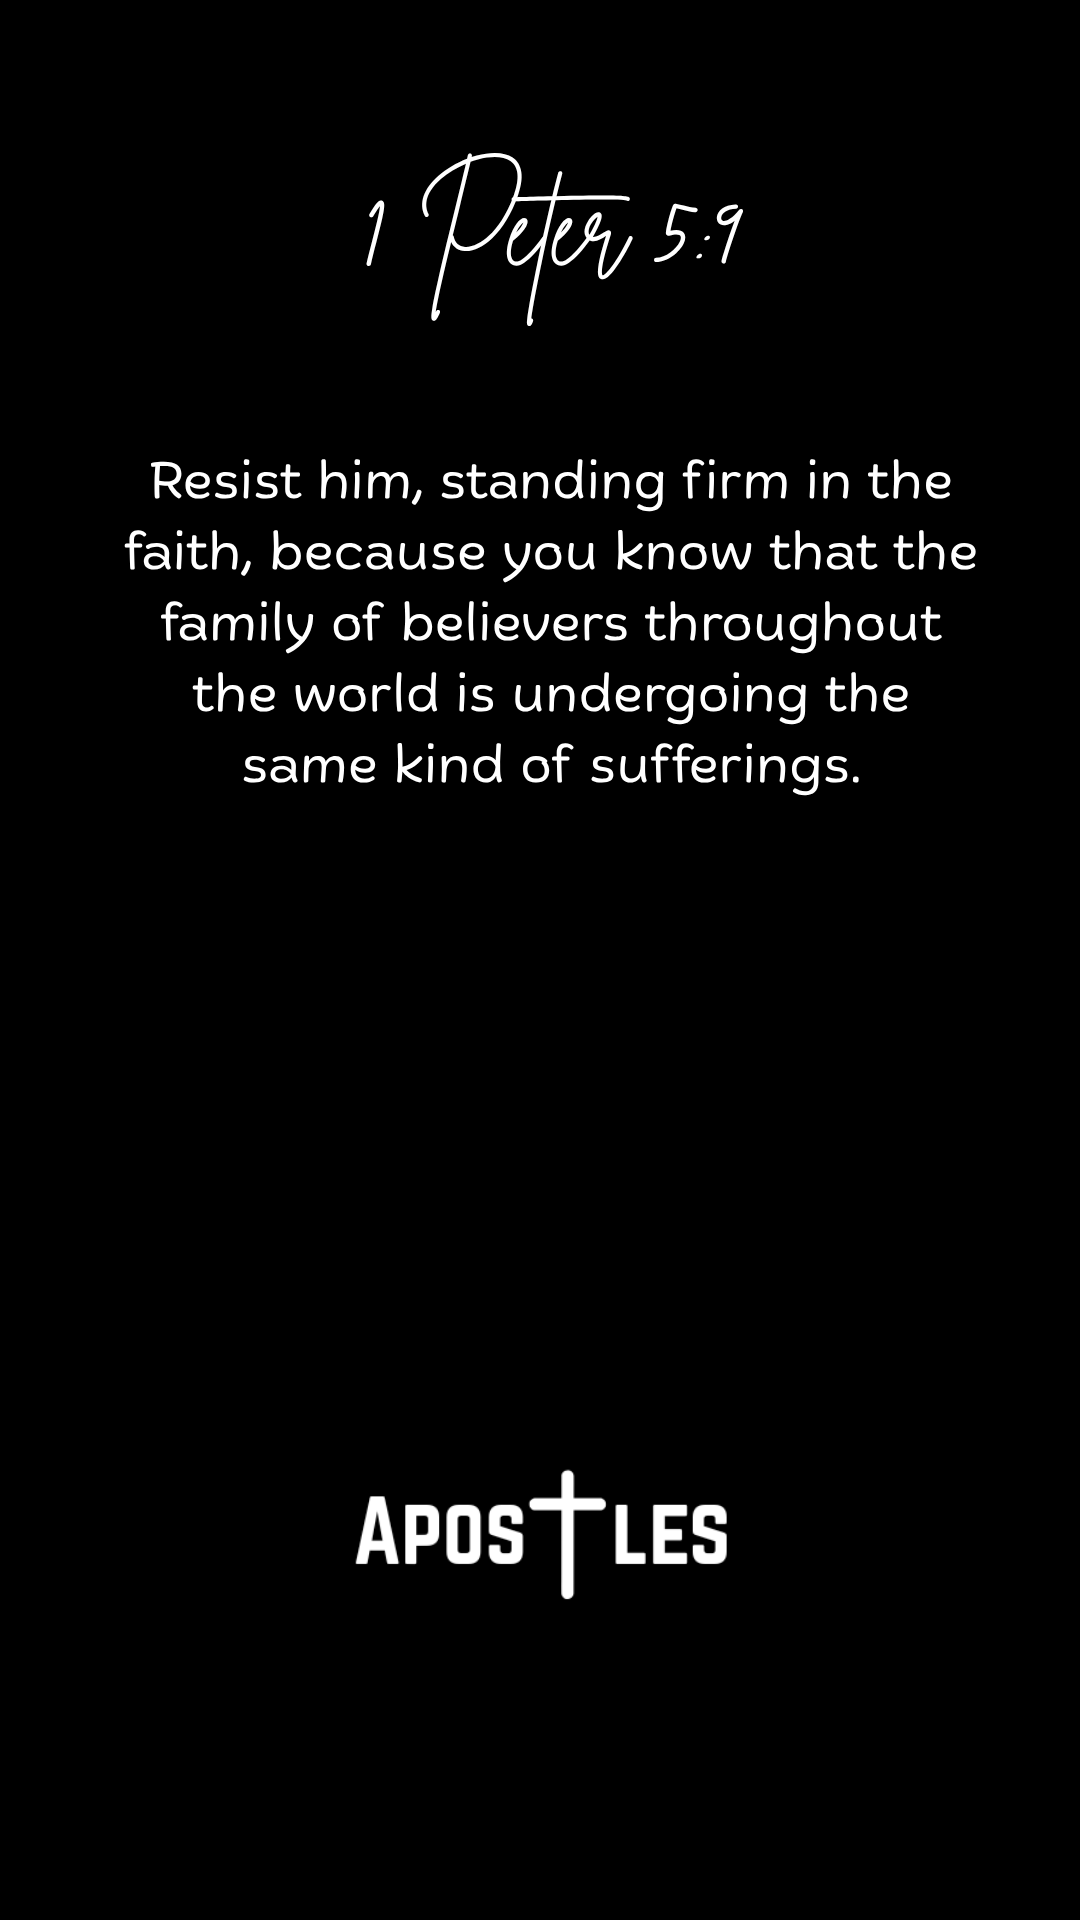 1 Peter 5:9
Resist him, standing firm in the
faith, because you know that the
family of believers throughout
the world is undergoing the
same kind of sufferings.
APOSTLES